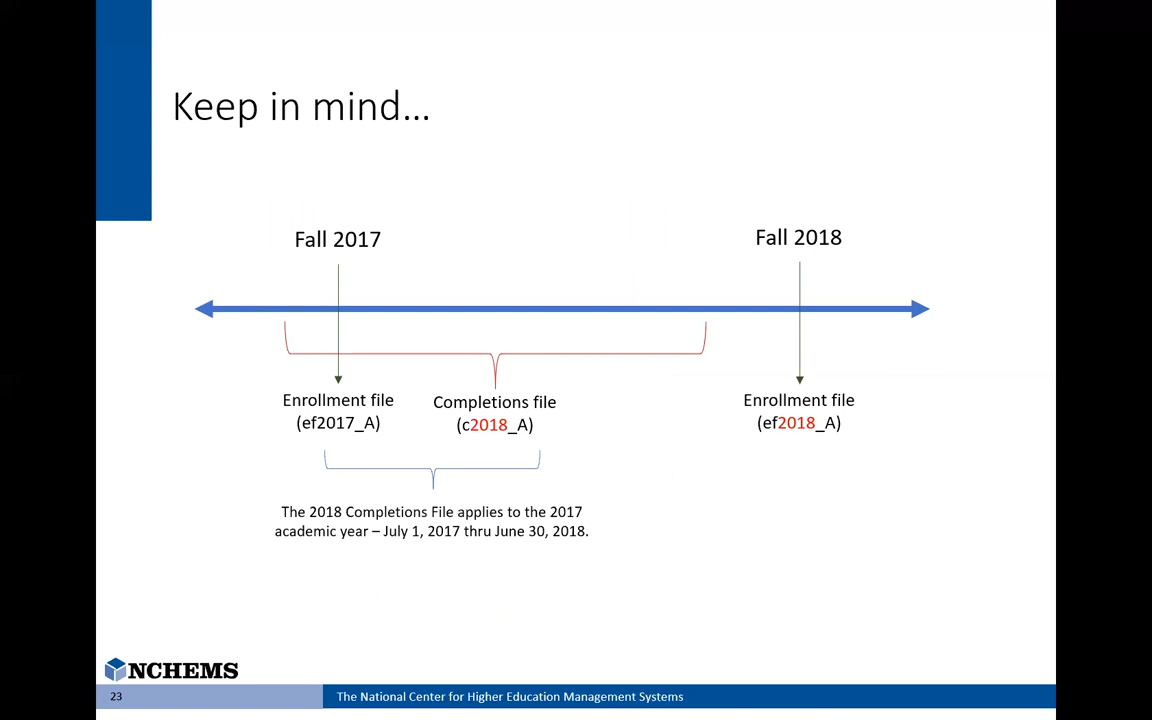 Keep in mind…
Fall 2017
Fall 2018
Enrollment file
(ef2017_A)
Completions file
(c2018_A)
Enrollment file
(ef2018_A)
The 2018 Completions File applies to the 2017
academic year – July 1, 2017 thru June 30, 2018.
NCHEMS
23
The National Center for Higher Education Management Systems